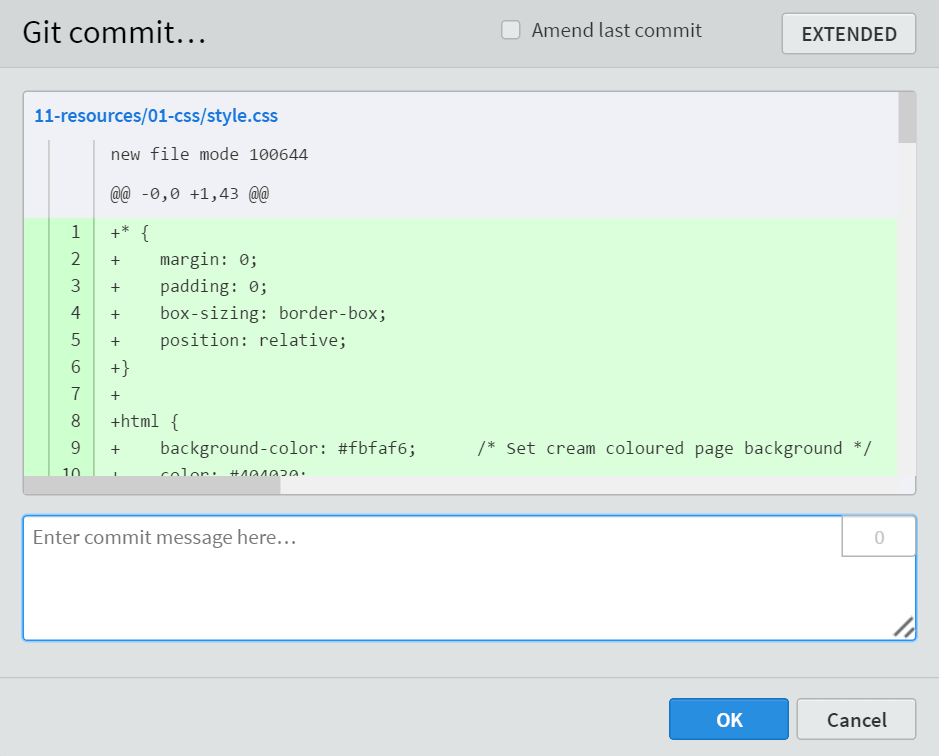 Git commit…
Amend last commit
EXTENDED
11-resources/01-css/style.css
new file mode 100644
@@ -0,0 +1,43 @@
1 +* {
2 +    margin: 0;
3 +    padding: 0;
4 +    box-sizing: border-box;
5 +    position: relative;
6 +}
7 +
8 +html {
9 +    background-color: #fbfaf6;      /* Set cream coloured page background */
10 +    color: #404030;
Enter commit message here…
0
OK
Cancel